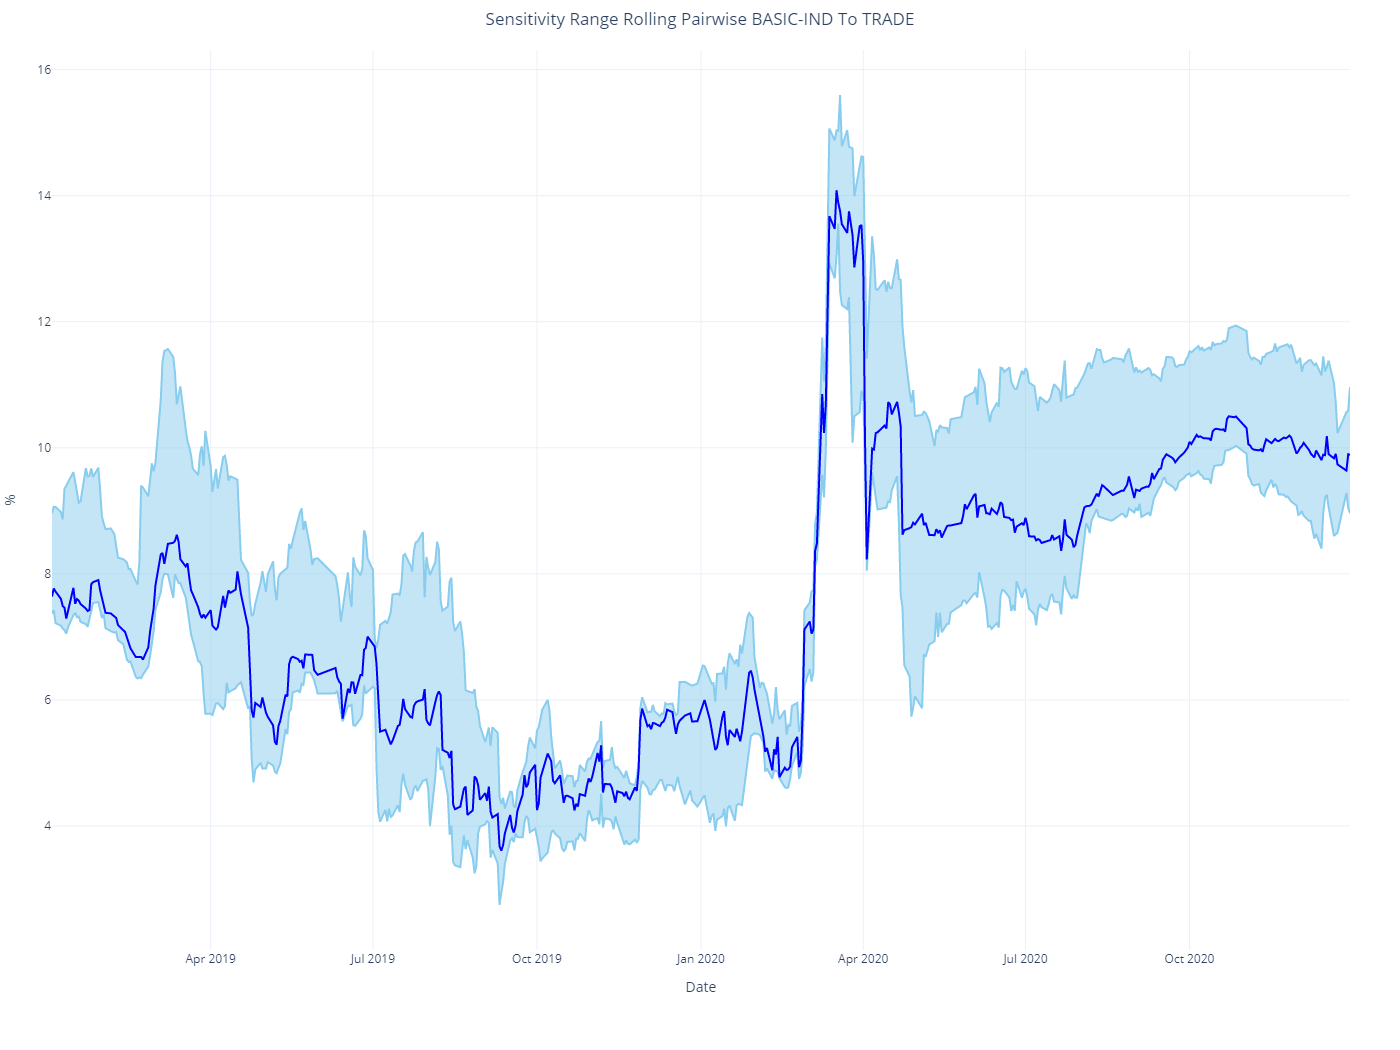 Sensitivity Range Rolling Pairwise BASIC-IND To TRADE
16
14
12
10
8
6
4
%
Apr 2019
Jul 2019
Oct 2019
Jan 2020
Apr 2020
Jul 2020
Oct 2020
Date